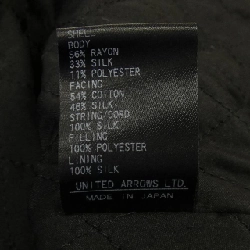 SHELL
BODY
56% RAYON
33% SILK
11% POLYESTER
FACING
54% COTTON
46% SILK
STRING/CORD
100% SILK
FILLING
100% POLYESTER
LINING
100% SILK
UNITED ARROWS LTD.
MADE IN JAPAN